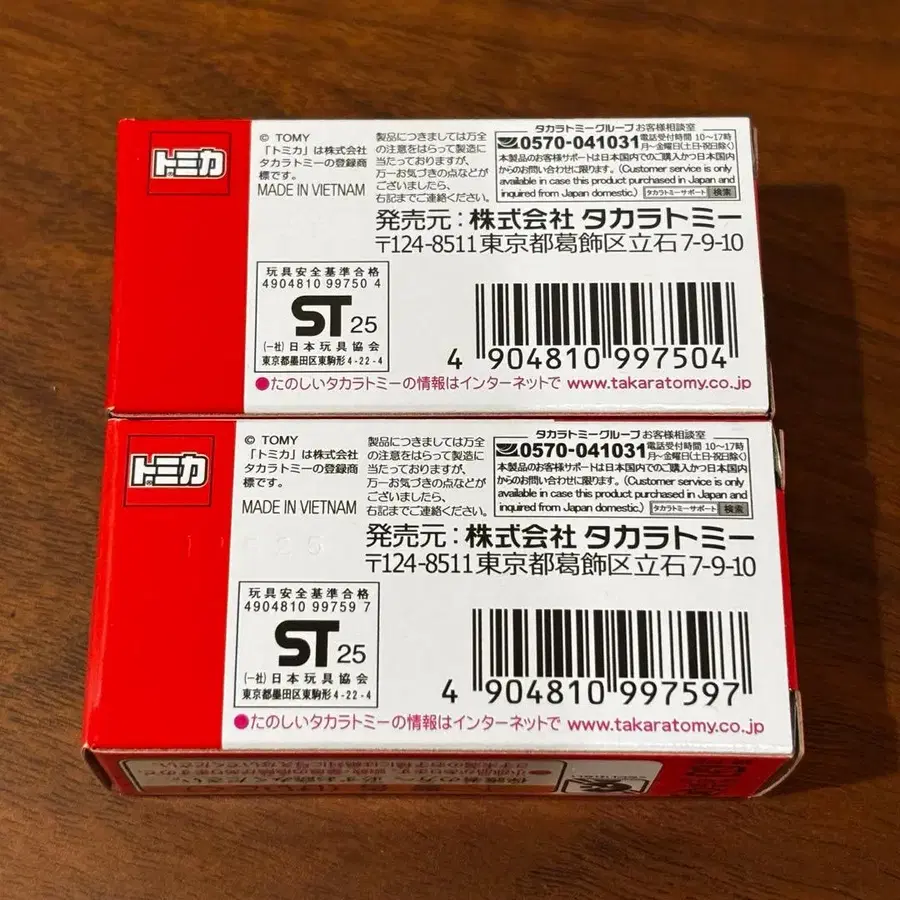 トミカ
®
© TOMY
「トミカ」は株式会社
タカラトミーの登録商
標です。
MADE IN VIETNAM
製品につきましては万全
の注意をはらって製造に
当たっておりますが、
万一お気づきの点などが
ございましたら、
右記までご連絡ください。
タカラトミーグループお客様相談室
0570-041031
電話受付時間 10〜17時
月〜金曜日(土日・祝日除く)
本製品のお客様サポートは日本国内でのご購入かつ日本国内
からのお問い合わせに限ります。(Customer service is only
available in case this product purchased in Japan and
inquired from Japan domestic.) タカラトミーサポート 検索
発売元：株式会社 タカラトミー
〒124-8511東京都葛飾区立石7-9-10
玩具安全基準合格
4904810 99750 4
ST 25
(一社)日本玩具協会
東京都墨田区東駒形4-22-4
4 904810 997504
●たのしいタカラトミーの情報はインターネットで www.takaratomy.co.jp
トミカ
®
© TOMY
「トミカ」は株式会社
タカラトミーの登録商
標です。
MADE IN VIETNAM
製品につきましては万全
の注意をはらって製造に
当たっておりますが、
万一お気づきの点などが
ございましたら、
右記までご連絡ください。
タカラトミーグループお客様相談室
0570-041031
電話受付時間 10〜17時
月〜金曜日(土日・祝日除く)
本製品のお客様サポートは日本国内でのご購入かつ日本国内
からのお問い合わせに限ります。(Customer service is only
available in case this product purchased in Japan and
inquired from Japan domestic.) タカラトミーサポート 検索
発売元：株式会社 タカラトミー
〒124-8511東京都葛飾区立石7-9-10
玩具安全基準合格
4904810 99759 7
ST 25
(一社)日本玩具協会
東京都墨田区東駒形4-22-4
4 904810 997597
●たのしいタカラトミーの情報はインターネットで www.takaratomy.co.jp